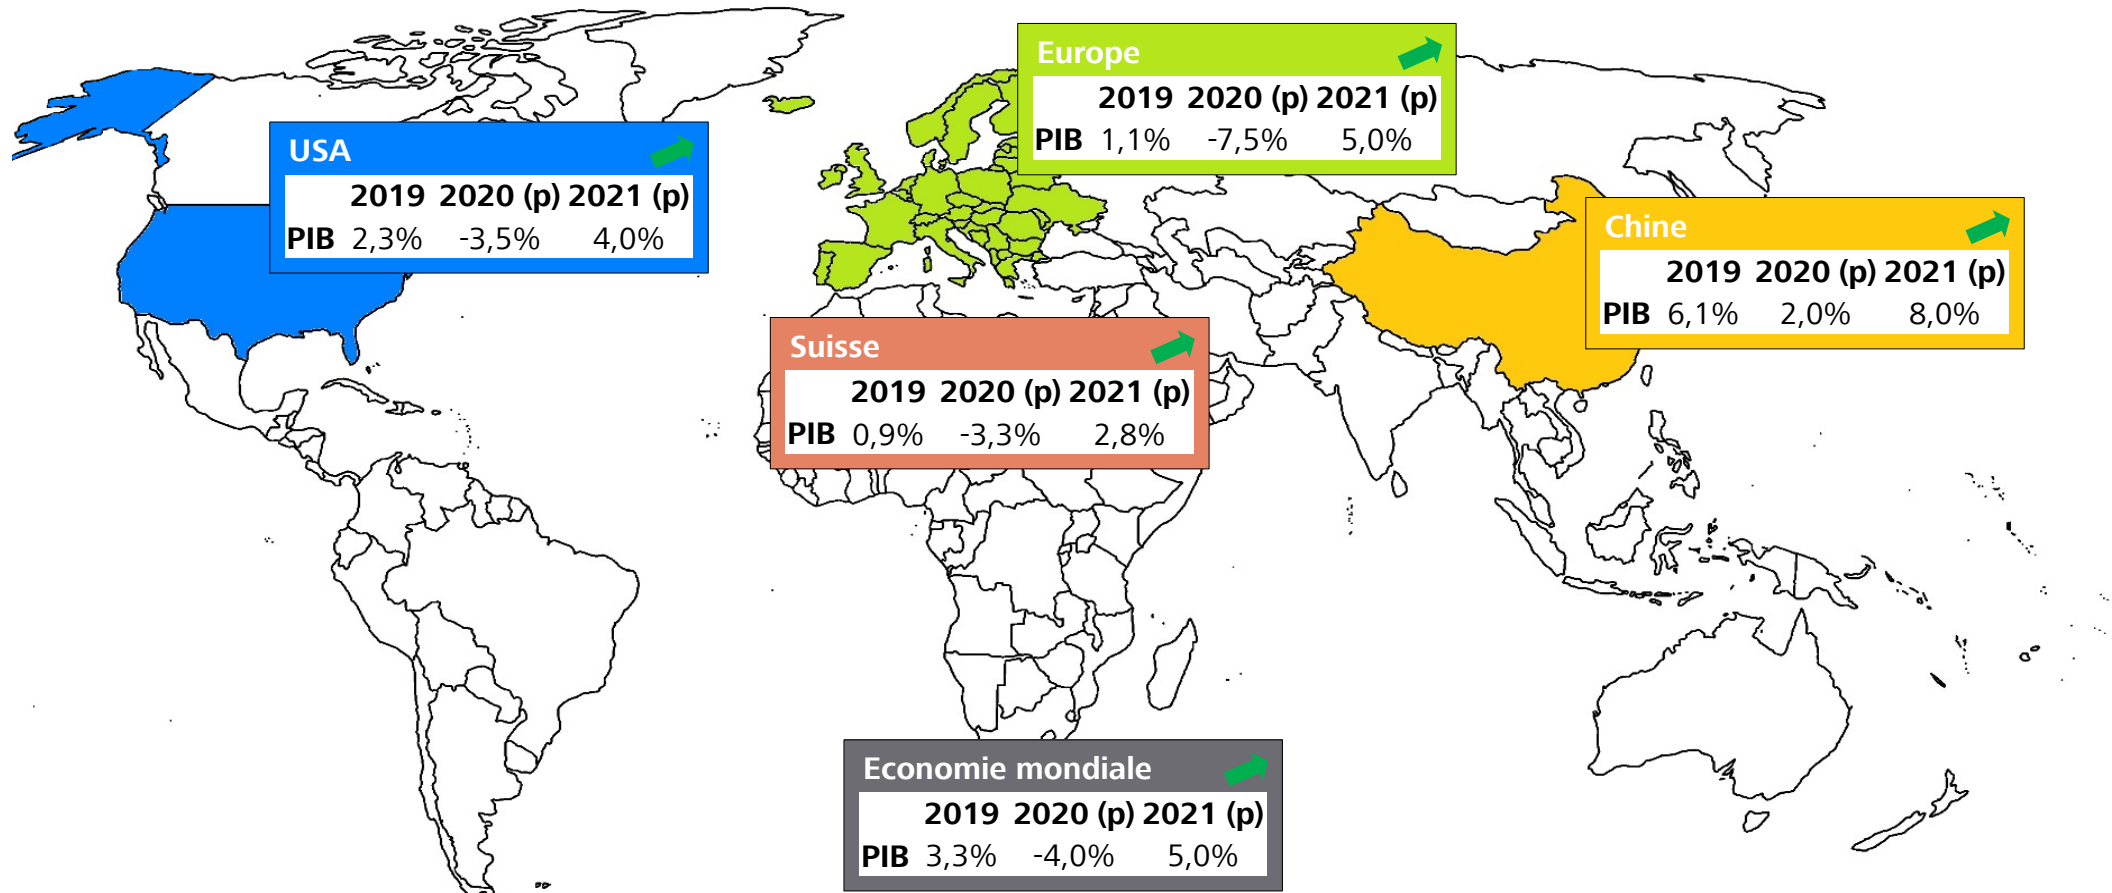 Europe
2019 2020 (p) 2021 (p)
PIB 1,1% -7,5% 5,0%
USA
2019 2020 (p) 2021 (p)
PIB 2,3% -3,5% 4,0%
Chine
2019 2020 (p) 2021 (p)
PIB 6,1% 2,0% 8,0%
Suisse
2019 2020 (p) 2021 (p)
PIB 0,9% -3,3% 2,8%
Economie mondiale
2019 2020 (p) 2021 (p)
PIB 3,3% -4,0% 5,0%